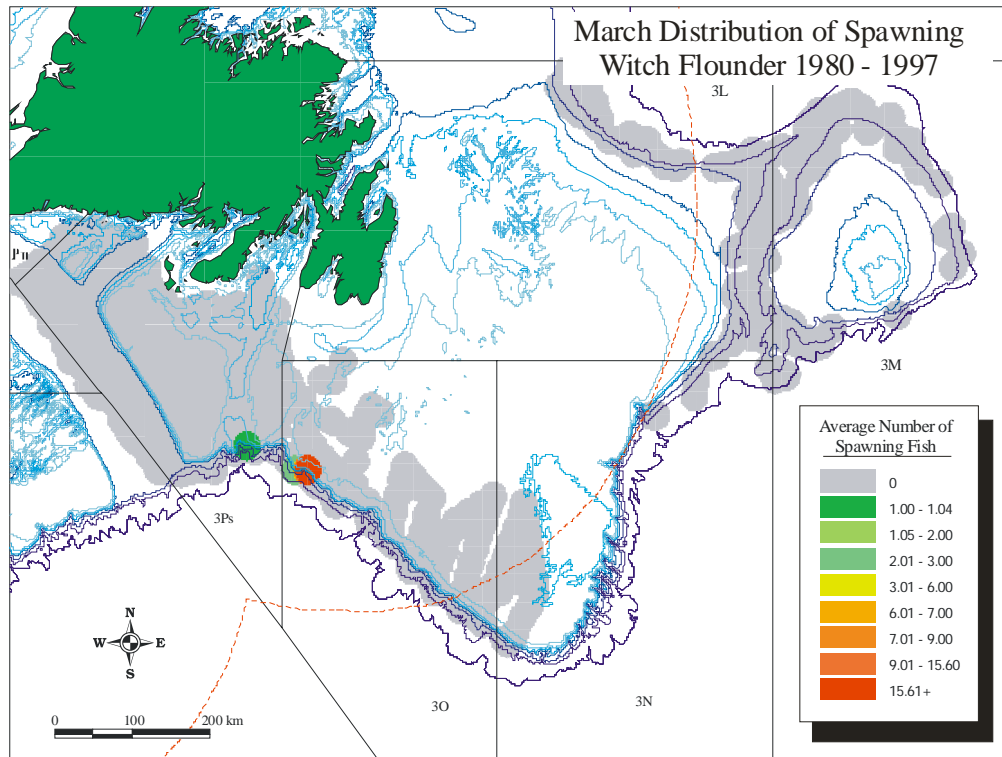 March Distribution of Spawning
Witch Flounder 1980 - 1997
3L
3M
Average Number of
Spawning Fish
0
1.00 - 1.04
1.05 - 2.00
2.01 - 3.00
3.01 - 6.00
6.01 - 7.00
7.01 - 9.00
9.01 - 15.60
15.61+
3Ps
N
W E
S
3O
3N
0 100 200 km